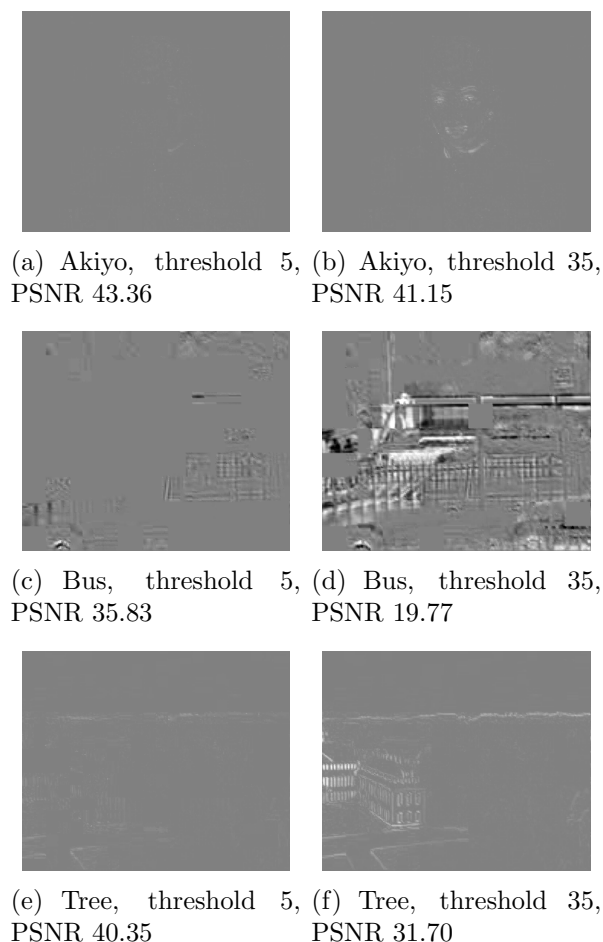 (a) Akiyo, threshold 5,
PSNR 43.36
(b) Akiyo, threshold 35,
PSNR 41.15
(c) Bus, threshold 5,
PSNR 35.83
(d) Bus, threshold 35,
PSNR 19.77
(e) Tree, threshold 5,
PSNR 40.35
(f) Tree, threshold 35,
PSNR 31.70